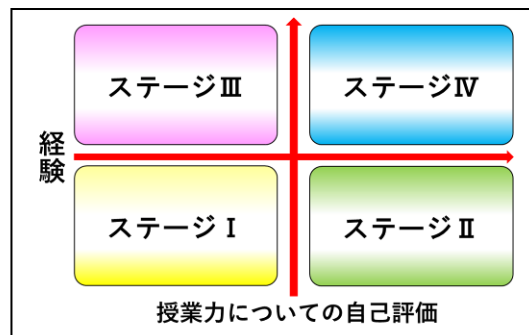 ステージⅢ
ステージⅣ
経験
ステージⅠ
ステージⅡ
授業力についての自己評価